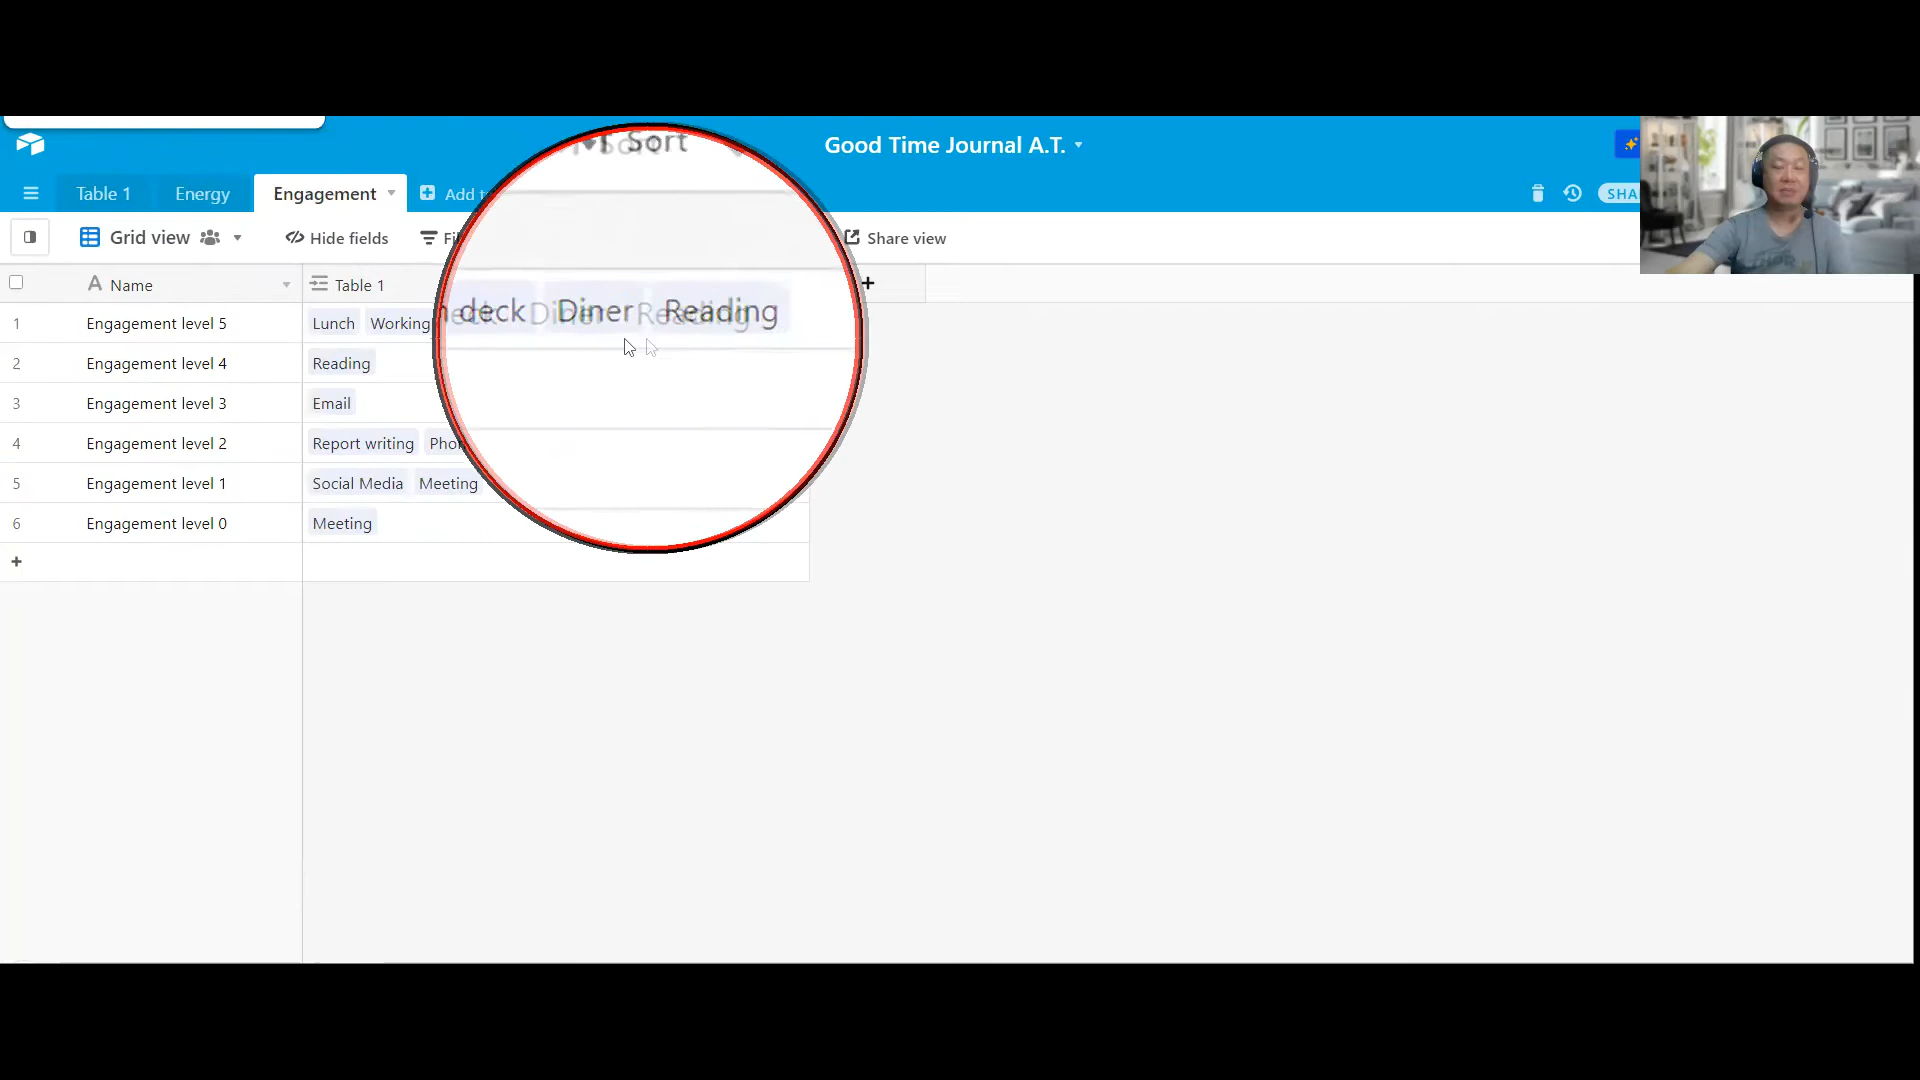 Good Time Journal A.T.
Table 1 Energy Engagement Add
SHA
Grid view Hide fields Sort Share view
Name Table 1
1 Engagement level 5 Lunch Working deck Diner Reading
2 Engagement level 4 Reading
3 Engagement level 3 Email
4 Engagement level 2 Report writing
5 Engagement level 1 Social Media Meeting
6 Engagement level 0 Meeting